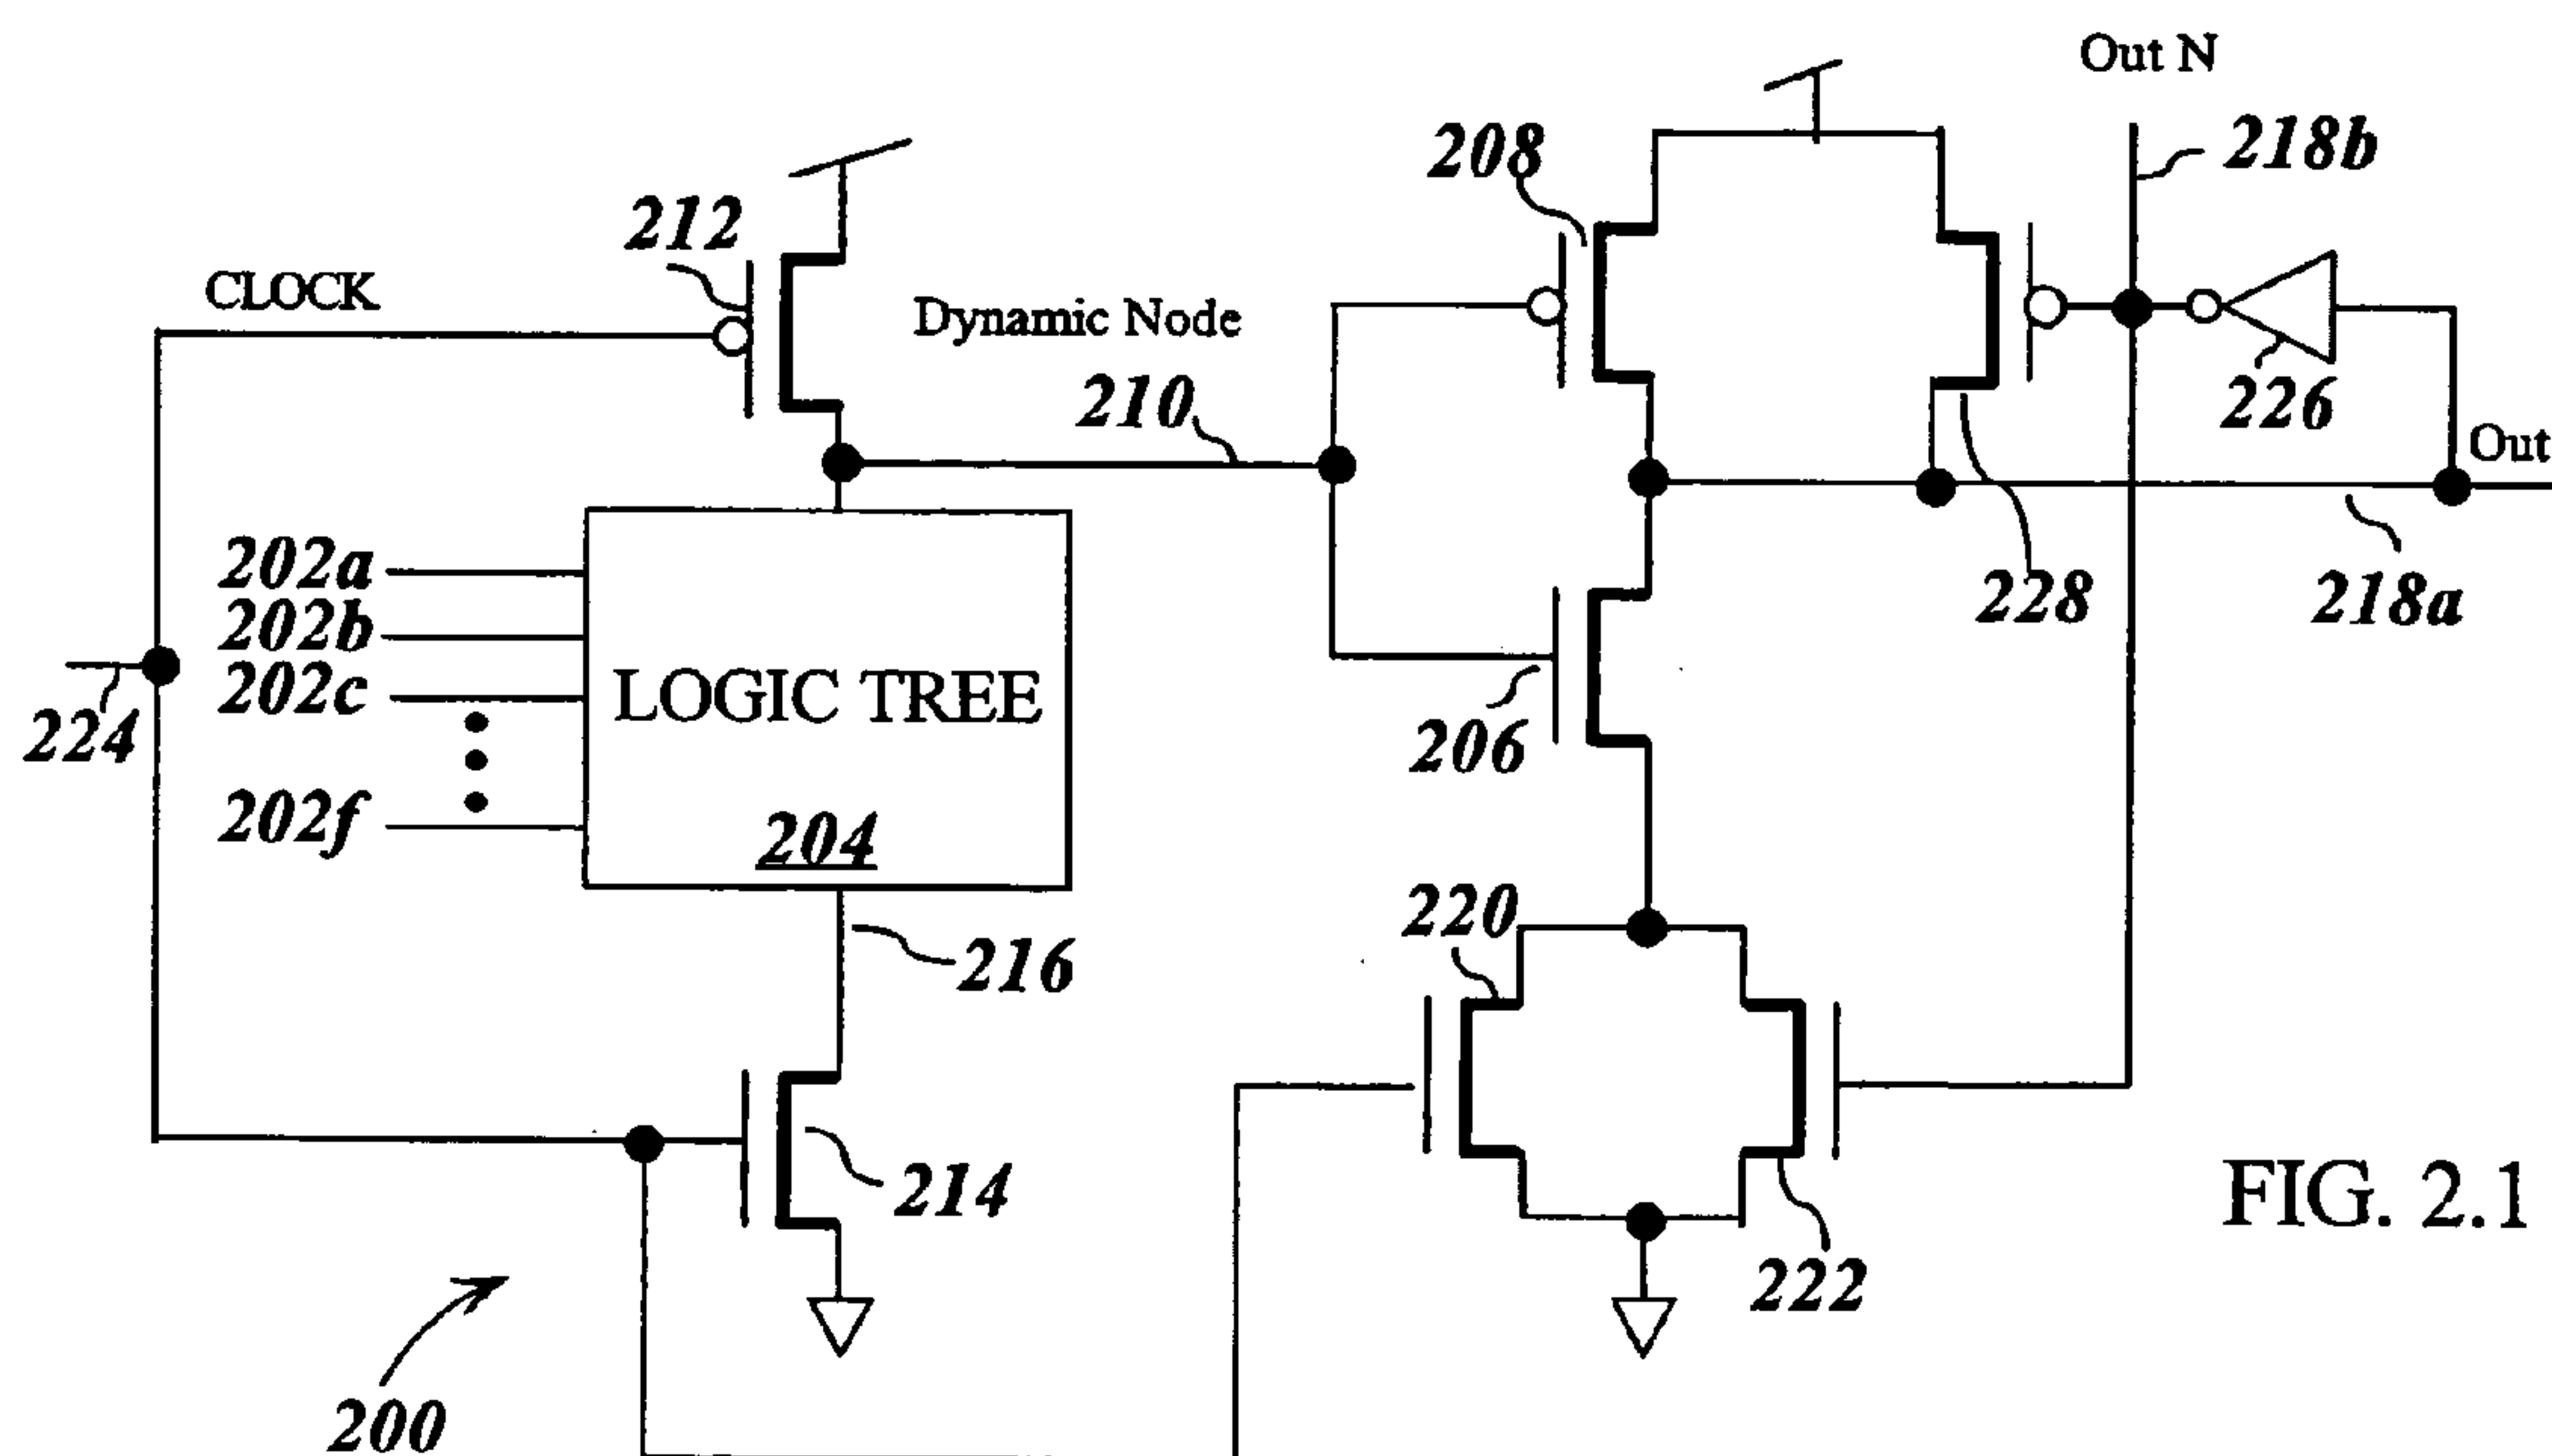 Out N
208
218b
212
CLOCK
Dynamic Node
210
226
Out
202a
202b
202c
202f
224
LOGIC TREE
204
228
218a
206
220
216
214
222
FIG. 2.1
200